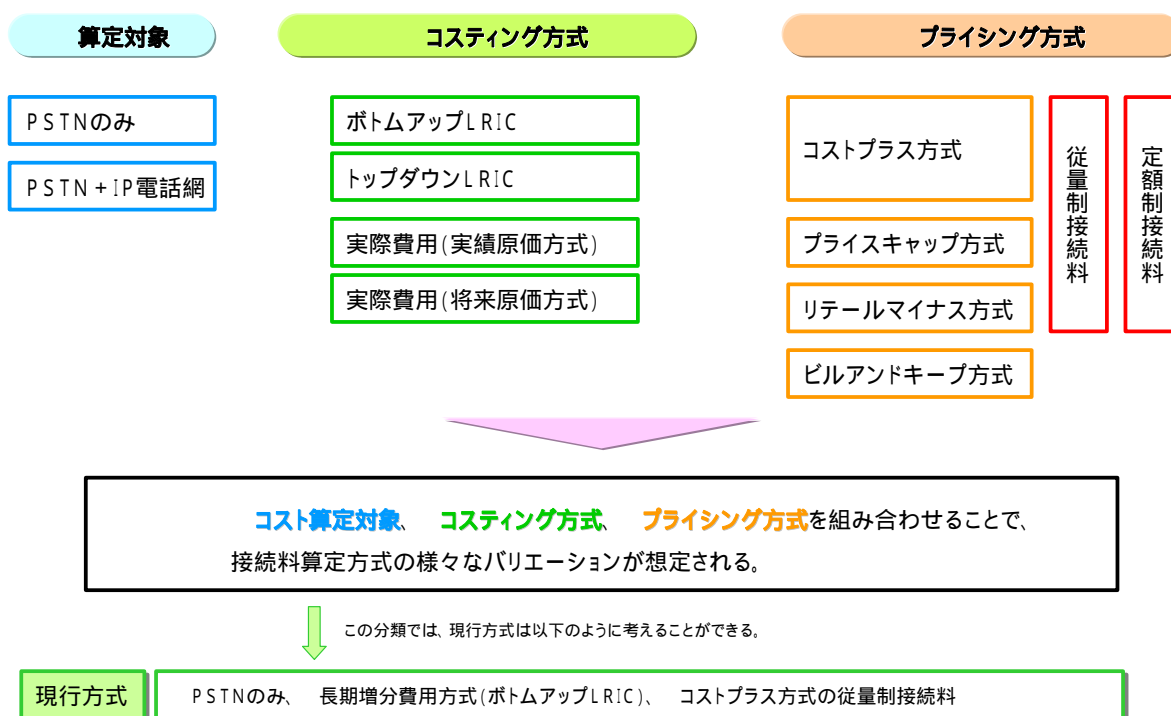 算定対象
コスティング方式
プライシング方式
PSTNのみ
PSTN+IP電話網
ボトムアップLRIC
トップダウンLRIC
実際費用(実績原価方式)
実際費用(将来原価方式)
コストプラス方式
プライスキャップ方式
リテールマイナス方式
ビルアンドキープ方式
従量制接続料
定額制接続料
コスト算定対象、 コスティング方式、 プライシング方式を組み合わせることで、
接続料算定方式の様々なバリエーションが想定される。
この分類では、現行方式は以下のように考えることができる。
現行方式
PSTNのみ、 長期増分費用方式(ボトムアップLRIC)、 コストプラス方式の従量制接続料